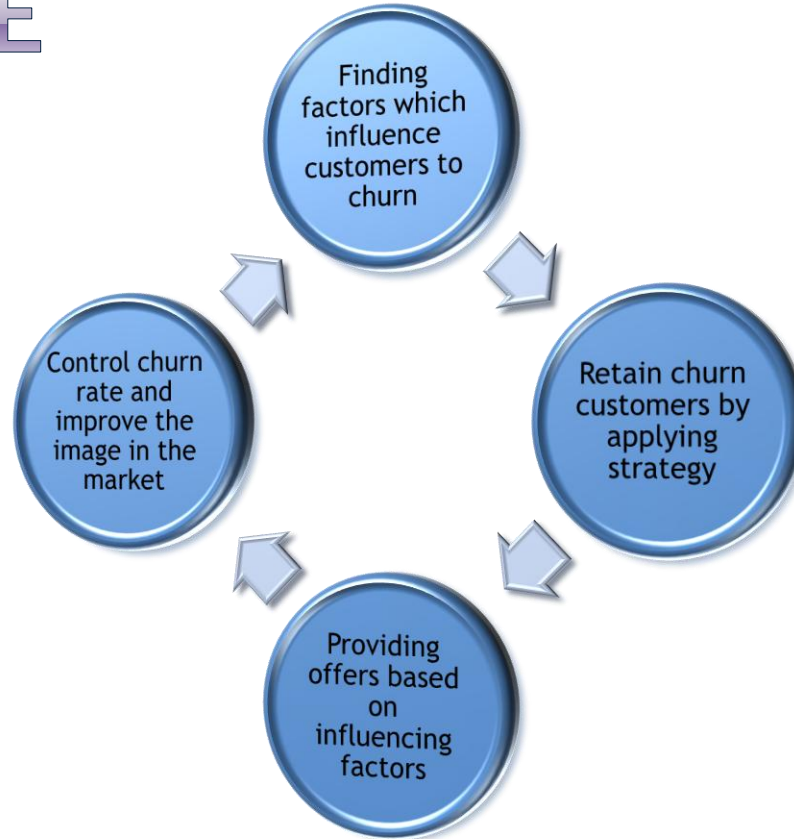 E
Finding
factors which
influence
customers to
churn
Retain churn
customers by
applying
strategy
Providing
offers based
on
influencing
factors
Control churn
rate and
improve the
image in the
market